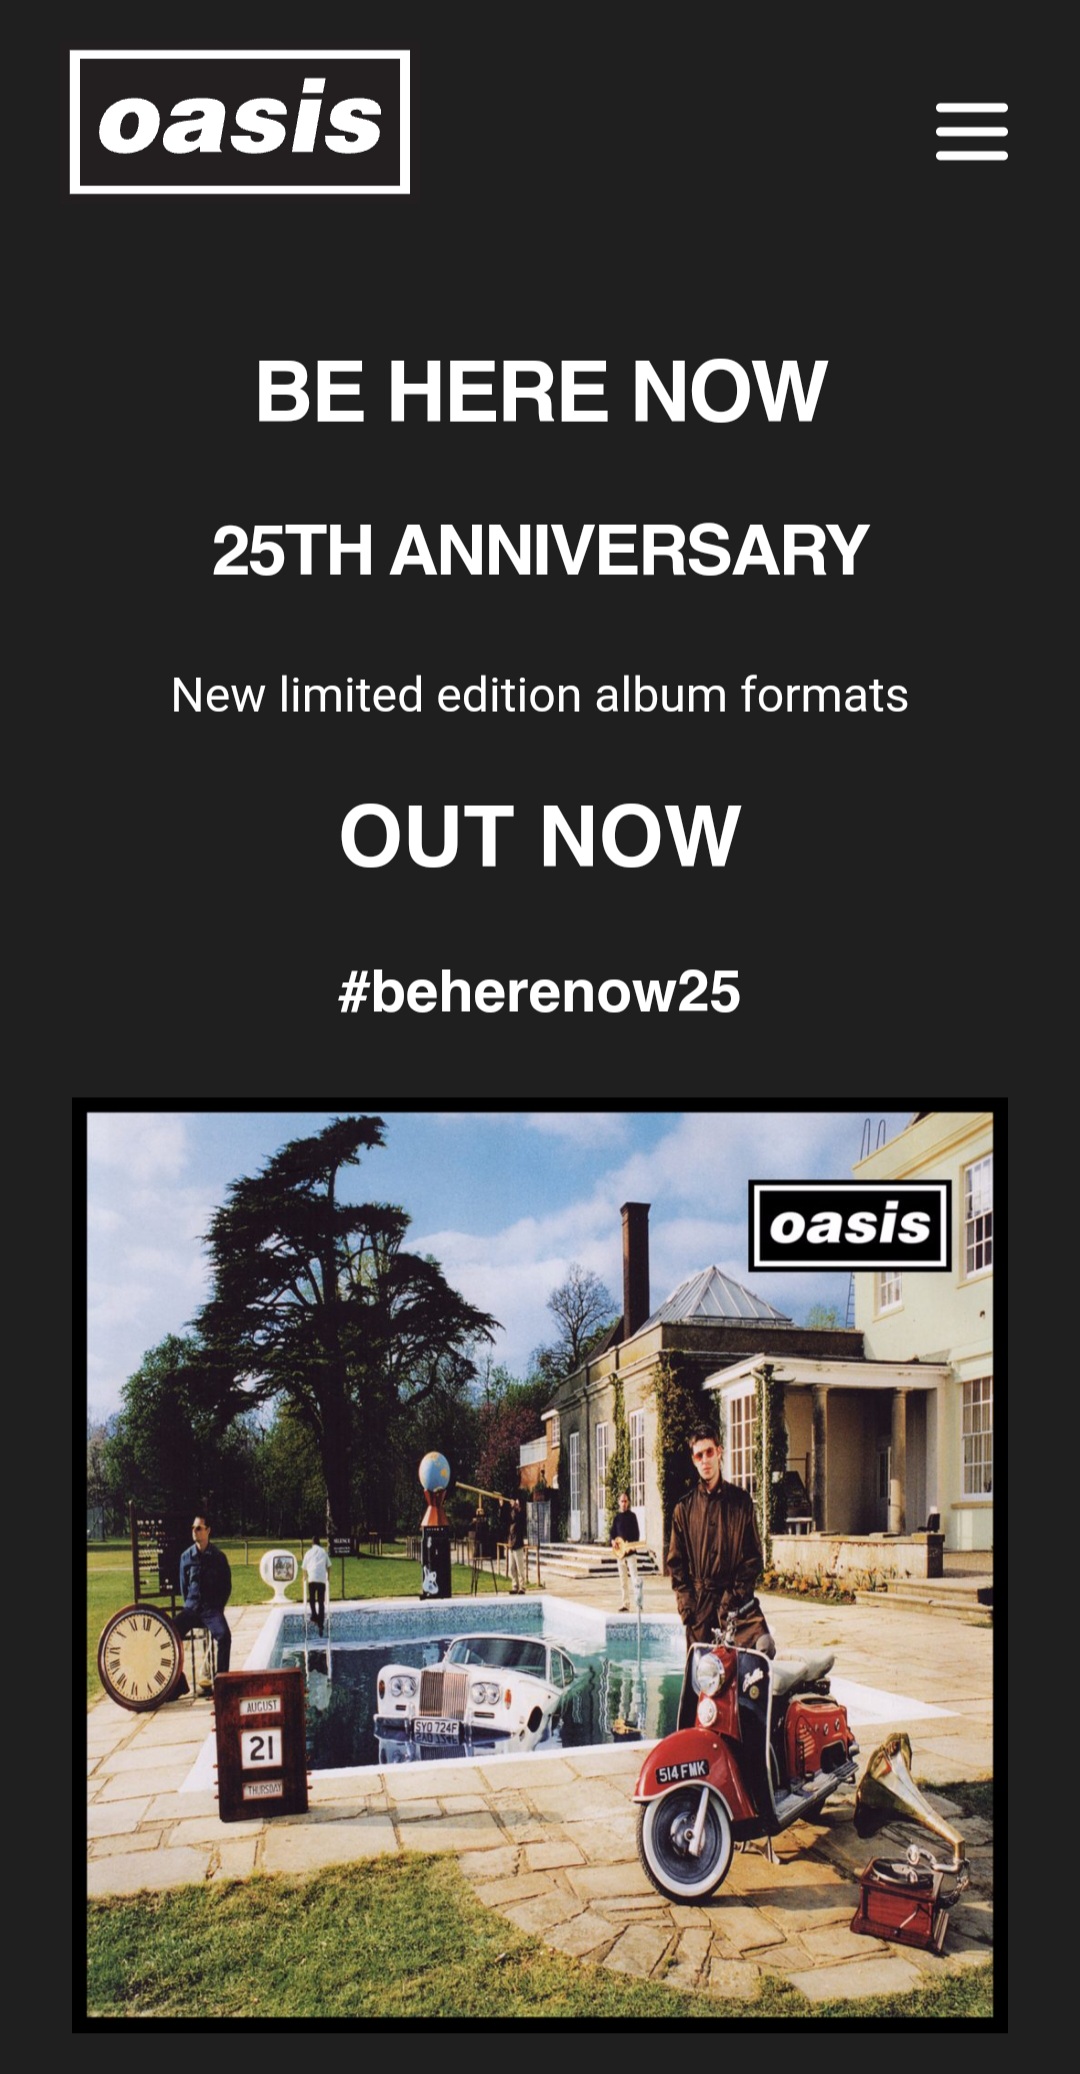 oasis
BE HERE NOW
25TH ANNIVERSARY
New limited edition album formats
OUT NOW
#beherenow25
oasis
SILENCE
AUGUST
21
THURSDAY
SYO 724F
514 FMK